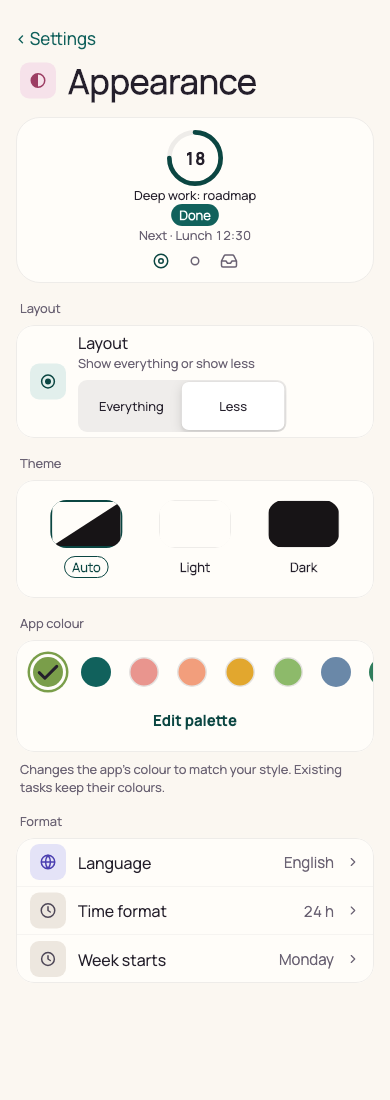 Settings
Appearance
18
Deep work: roadmap
Done
Next · Lunch 12:30
Layout
Layout
Show everything or show less
Everything
Less
Theme
Auto
Light
Dark
App colour
Edit palette
Changes the app's colour to match your style. Existing
tasks keep their colours.
Format
Language
English
Time format
24 h
Week starts
Monday